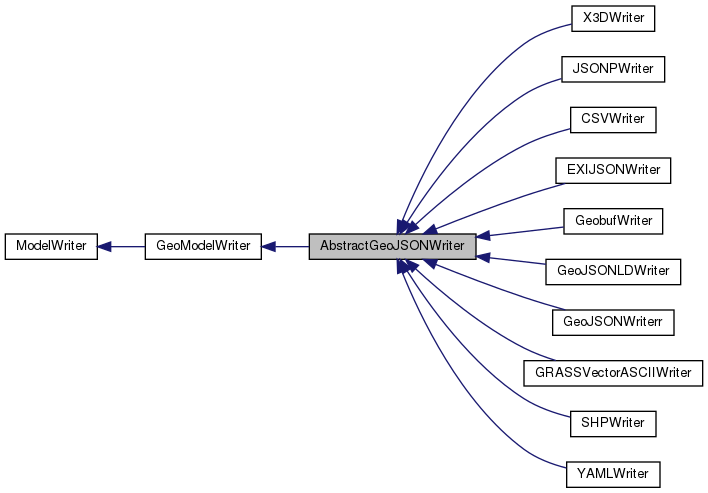 X3DWriter
JSONPWriter
CSVWriter
EXIJSONWriter
GeobufWriter
ModelWriter
GeoModelWriter
AbstractGeoJSONWriter
GeoJSONLDWriter
GeoJSONWriterr
GRASSVectorASCIIWriter
SHPWriter
YAMLWriter